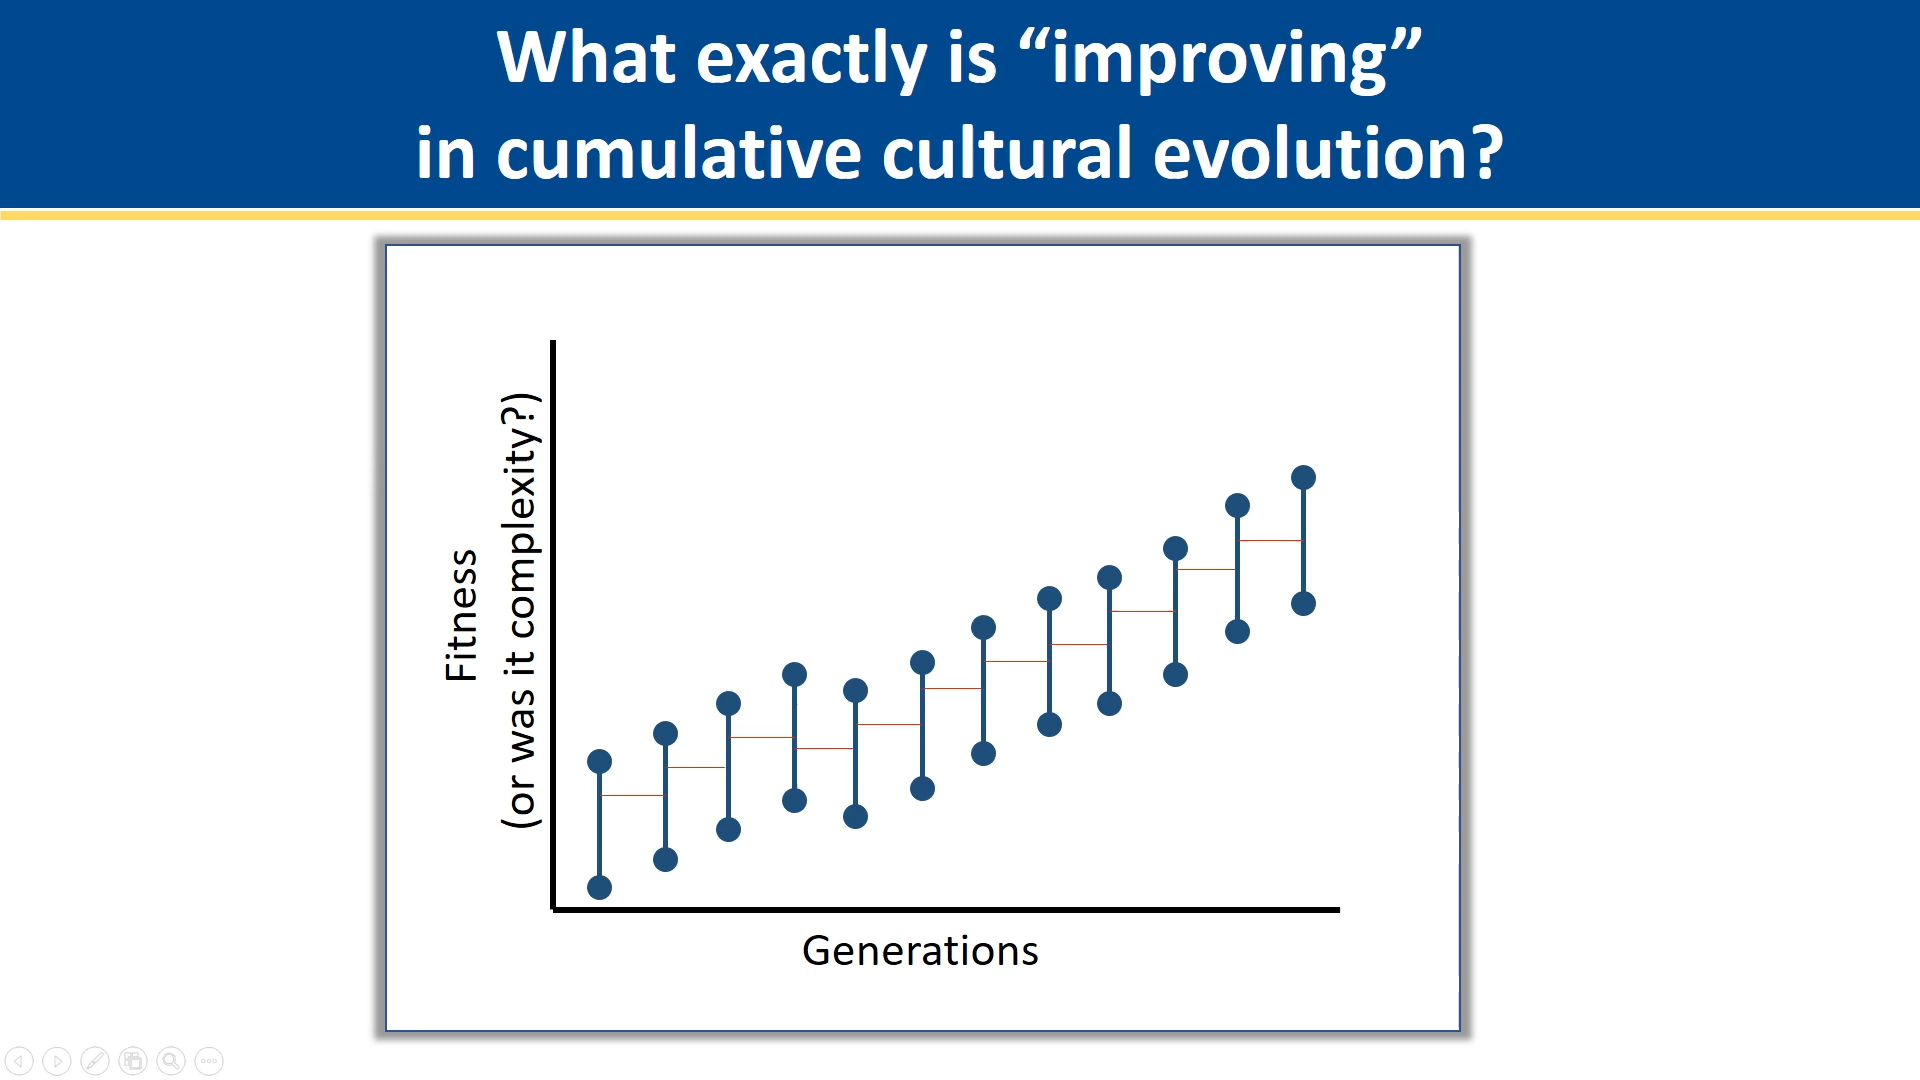 What exactly is “improving”
in cumulative cultural evolution?
Fitness
(or was it complexity?)
Generations